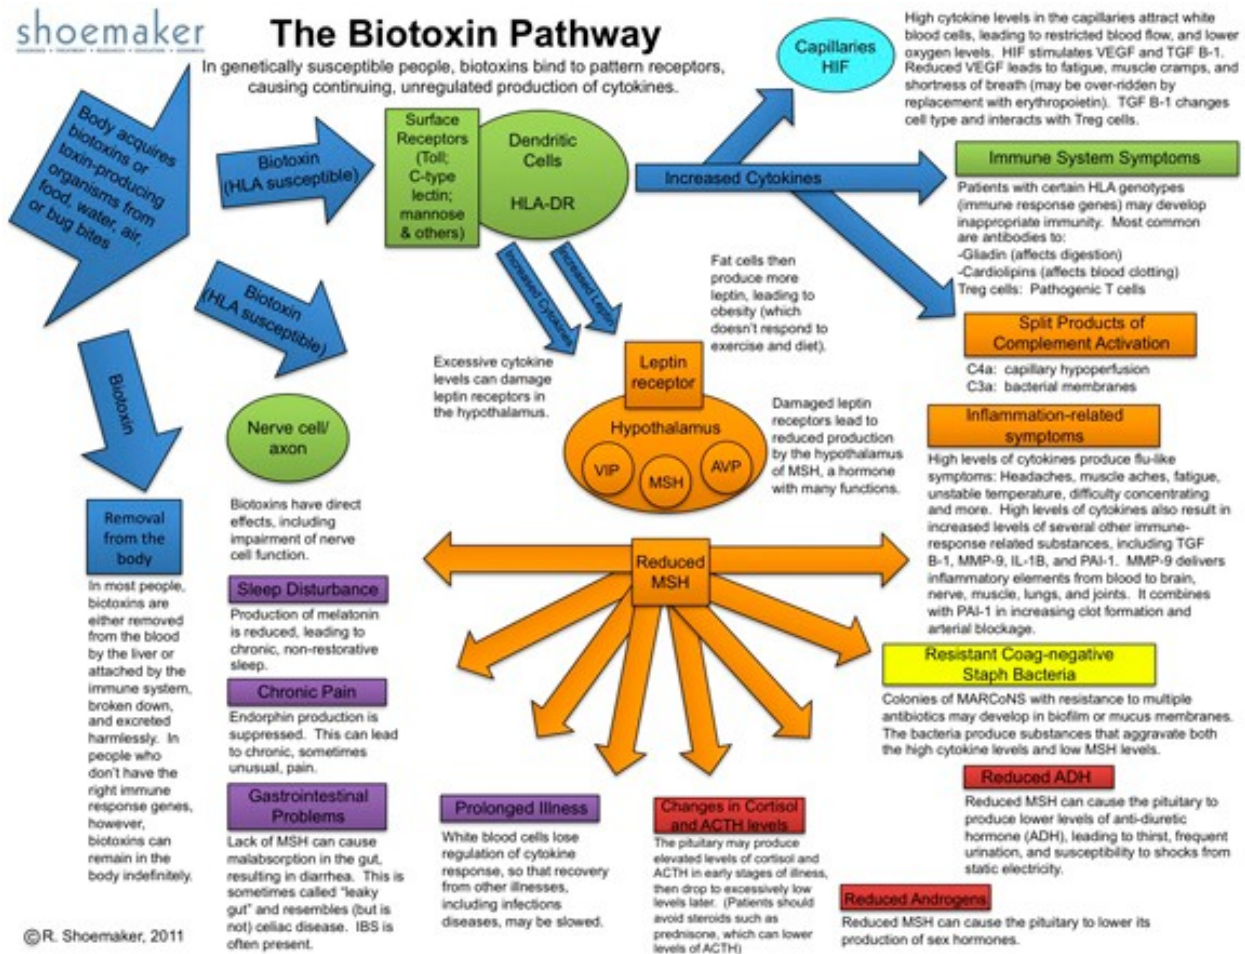 shoemaker
The Biotoxin Pathway
In genetically susceptible people, biotoxins bind to pattern receptors,
causing continuing, unregulated production of cytokines.
Body acquires
biotoxins or
toxin-producing
organisms from
food, water, air,
or bug bites
Biotoxin
(HLA susceptible)
Surface
Receptors
(Toll;
C-type
lectin;
mannose
& others)
Dendritic
Cells
HLA-DR
Increased Cytokines
Capillaries
HIF
High cytokine levels in the capillaries attract white
blood cells, leading to restricted blood flow, and lower
oxygen levels. HIF stimulates VEGF and TGF B-1.
Reduced VEGF leads to fatigue, muscle cramps, and
shortness of breath (may be over-ridden by
replacement with erythropoietin). TGF B-1 changes
cell type and interacts with Treg cells.
Immune System Symptoms
Patients with certain HLA genotypes
(immune response genes) may develop
inappropriate immunity. Most common
are antibodies to:
-Gliadin (affects digestion)
-Cardiolipins (affects blood clotting)
Treg cells: Pathogenic T cells
Split Products of
Complement Activation
C4a: capillary hypoperfusion
C3a: bacterial membranes
Biotoxin
(HLA susceptible)
Increased Cytokines
Increased Leptin
Fat cells then
produce more
leptin, leading to
obesity (which
doesn't respond to
exercise and diet).
Excessive cytokine
levels can damage
leptin receptors in
the hypothalamus.
Leptin
receptor
Hypothalamus
VIP
MSH
AVP
Damaged leptin
receptors lead to
reduced production
by the hypothalamus
of MSH, a hormone
with many functions.
Inflammation-related
symptoms
High levels of cytokines produce flu-like
symptoms: Headaches, muscle aches, fatigue,
unstable temperature, difficulty concentrating
and more. High levels of cytokines also result in
increased levels of several other immune-
response related substances, including TGF
B-1, MMP-9, IL-1B, and PAI-1. MMP-9 delivers
inflammatory elements from blood to brain,
nerve, muscle, lungs, and joints. It combines
with PAI-1 in increasing clot formation and
arterial blockage.
Biotoxin
Removal
from the
body
In most people,
biotoxins are
either removed
from the blood
by the liver or
attached by the
immune system,
broken down,
and excreted
harmlessly. In
people who
don't have the
right immune
response genes,
however,
biotoxins can
remain in the
body indefinitely.
Nerve cell/
axon
Biotoxins have direct
effects, including
impairment of nerve
cell function.
Sleep Disturbance
Production of melatonin
is reduced, leading to
chronic, non-restorative
sleep.
Chronic Pain
Endorphin production is
suppressed. This can lead
to chronic, sometimes
unusual, pain.
Gastrointestinal
Problems
Lack of MSH can cause
malabsorption in the gut,
resulting in diarrhea. This is
sometimes called "leaky
gut" and resembles (but is
not) celiac disease. IBS is
often present.
Reduced
MSH
Prolonged Illness
White blood cells lose
regulation of cytokine
response, so that recovery
from other illnesses,
including infections
diseases, may be slowed.
Changes in Cortisol
and ACTH levels
The pituitary may produce
elevated levels of cortisol and
ACTH in early stages of illness,
then drop to excessively low
levels later. (Patients should
avoid steroids such as
prednisone, which can lower
levels of ACTH)
Resistant Coag-negative
Staph Bacteria
Colonies of MARCoNS with resistance to multiple
antibiotics may develop in biofilm or mucus membranes.
The bacteria produce substances that aggravate both
the high cytokine levels and low MSH levels.
Reduced ADH
Reduced MSH can cause the pituitary to
produce lower levels of anti-diuretic
hormone (ADH), leading to thirst, frequent
urination, and susceptibility to shocks from
static electricity.
Reduced Androgens
Reduced MSH can cause the pituitary to lower its
production of sex hormones.
©R. Shoemaker, 2011